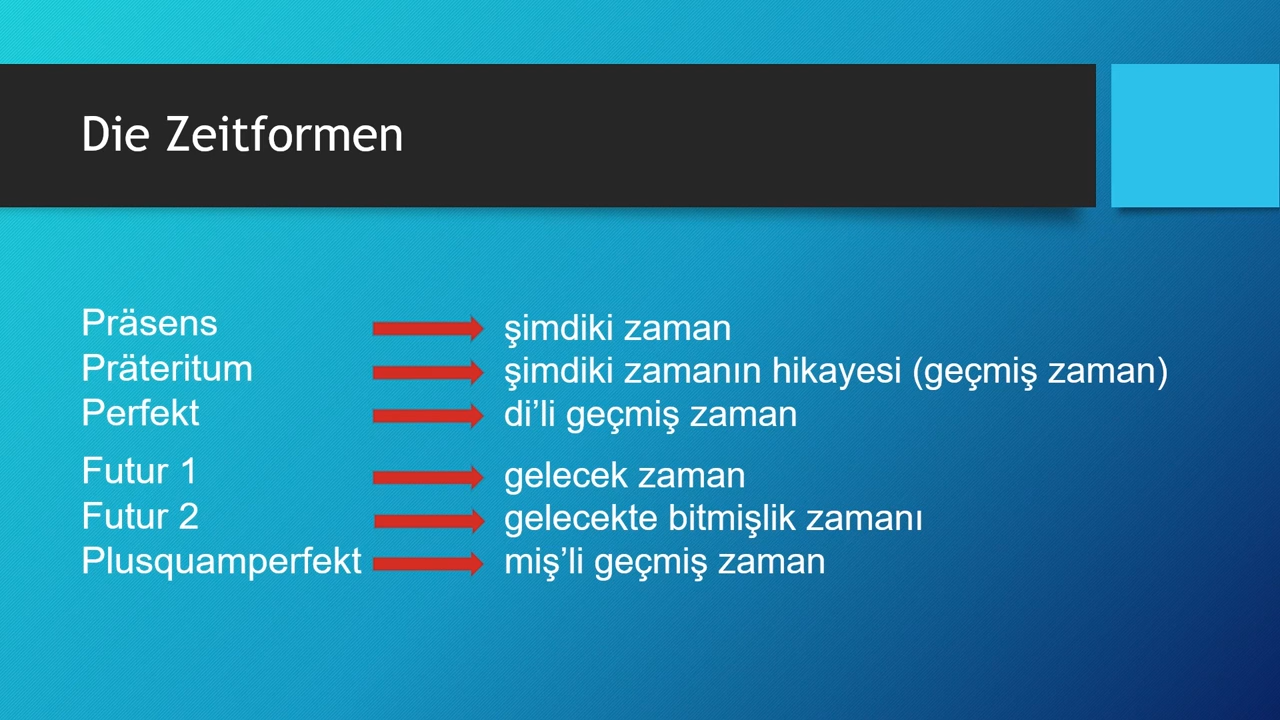 Die Zeitformen
Präsens şimdiki zaman
Präteritum şimdiki zamanın hikayesi (geçmiş zaman)
Perfekt di’li geçmiş zaman
Futur 1 gelecek zaman
Futur 2 gelecekte bitmişlik zamanı
Plusquamperfekt miş’li geçmiş zaman